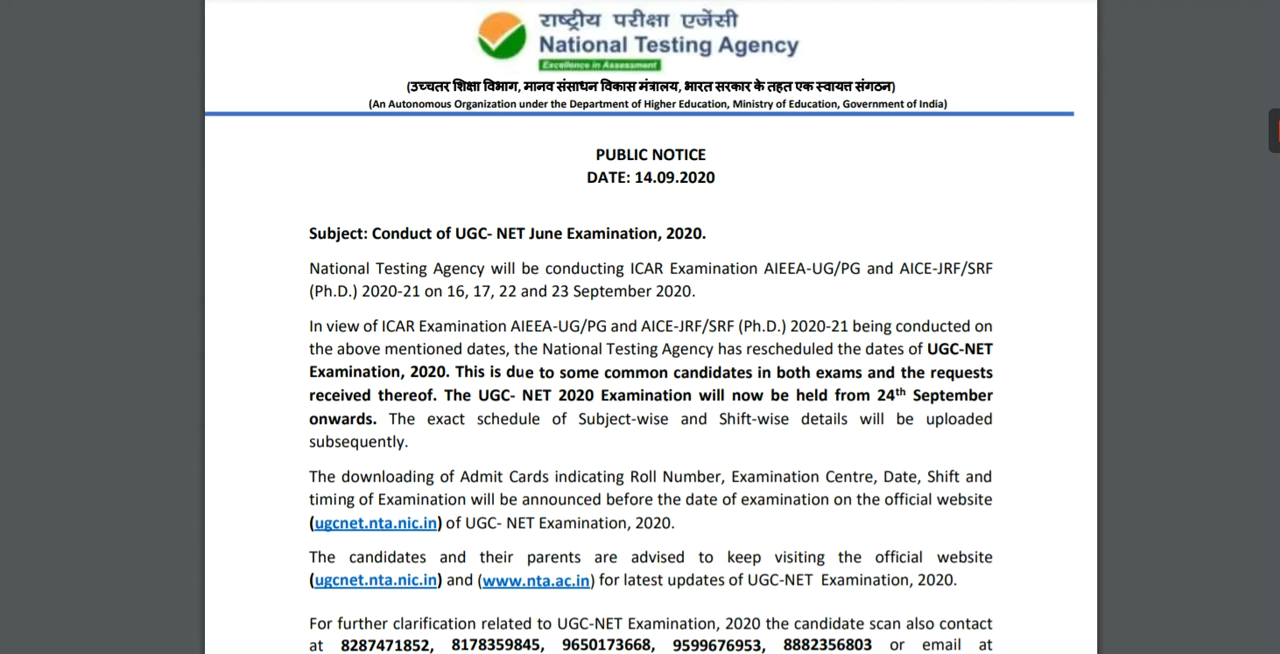 राष्ट्रीय परीक्षा एजेंसी
National Testing Agency
Excellence in Assessment
(उच्चतर शिक्षा विभाग, मानव संसाधन विकास मंत्रालय, भारत सरकार के तहत एक स्वायत्त संगठन)
(An Autonomous Organization under the Department of Higher Education, Ministry of Education, Government of India)
PUBLIC NOTICE
DATE: 14.09.2020
Subject: Conduct of UGC- NET June Examination, 2020.
National Testing Agency will be conducting ICAR Examination AIEEA-UG/PG and AICE-JRF/SRF
(Ph.D.) 2020-21 on 16, 17, 22 and 23 September 2020.
In view of ICAR Examination AIEEA-UG/PG and AICE-JRF/SRF (Ph.D.) 2020-21 being conducted on
the above mentioned dates, the National Testing Agency has rescheduled the dates of UGC-NET
Examination, 2020. This is due to some common candidates in both exams and the requests
received thereof. The UGC- NET 2020 Examination will now be held from 24th September
onwards. The exact schedule of Subject-wise and Shift-wise details will be uploaded
subsequently.
The downloading of Admit Cards indicating Roll Number, Examination Centre, Date, Shift and
timing of Examination will be announced before the date of examination on the official website
(ugcnet.nta.nic.in) of UGC- NET Examination, 2020.
The candidates and their parents are advised to keep visiting the official website
(ugcnet.nta.nic.in) and (www.nta.ac.in) for latest updates of UGC-NET Examination, 2020.
For further clarification related to UGC-NET Examination, 2020 the candidate scan also contact
at 8287471852, 8178359845, 9650173668, 9599676953, 8882356803 or email at